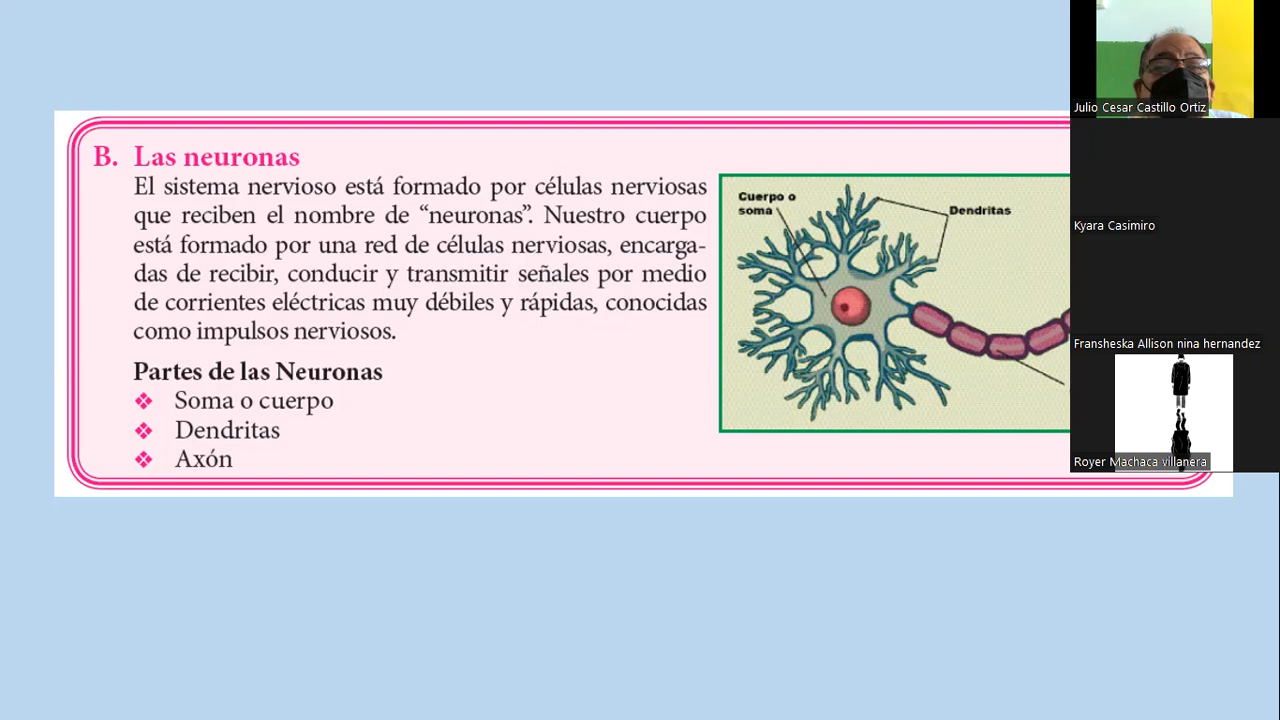 B. Las neuronas
El sistema nervioso está formado por células nerviosas
que reciben el nombre de “neuronas”. Nuestro cuerpo
está formado por una red de células nerviosas, encarga-
das de recibir, conducir y transmitir señales por medio
de corrientes eléctricas muy débiles y rápidas, conocidas
como impulsos nerviosos.
Partes de las Neuronas
❖ Soma o cuerpo
❖ Dendritas
❖ Axón
Cuerpo o
soma
Dendritas
Julio Cesar Castillo Ortiz
Kyara Casimiro
Fransheska Allison nina hernandez
Royer Machaca villanera